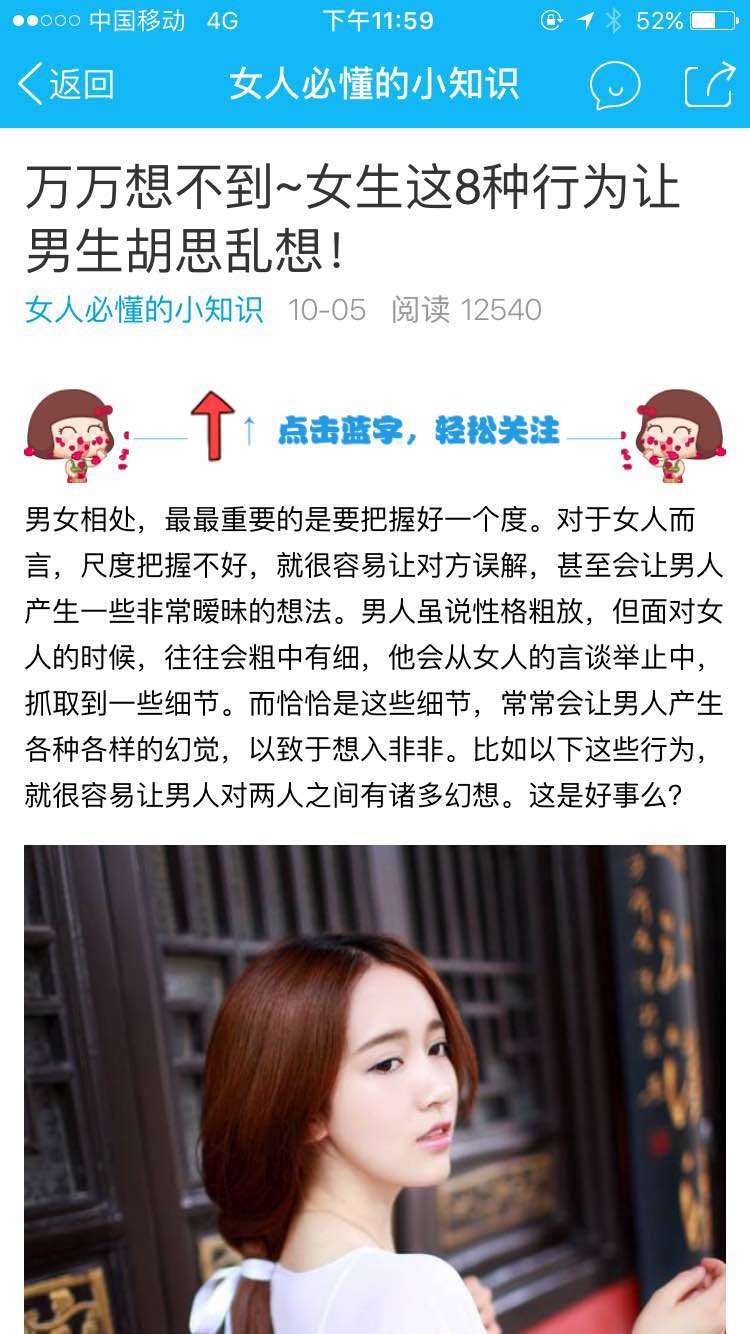 中国移动 4G 下午11:59 52%
返回 女人必懂的小知识
万万想不到~女生这8种行为让
男生胡思乱想！
女人必懂的小知识 10-05 阅读 12540
↑ 点击蓝字，轻松关注
男女相处，最最重要的是要把握好一个度。对于女人而
言，尺度把握不好，就很容易让对方误解，甚至会让男人
产生一些非常暧昧的想法。男人虽说性格粗放，但面对女
人的时候，往往会粗中有细，他会从女人的言谈举止中，
抓取到一些细节。而恰恰是这些细节，常常会让男人产生
各种各样的幻觉，以致于想入非非。比如以下这些行为，
就很容易让男人对两人之间有诸多幻想。这是好事么？